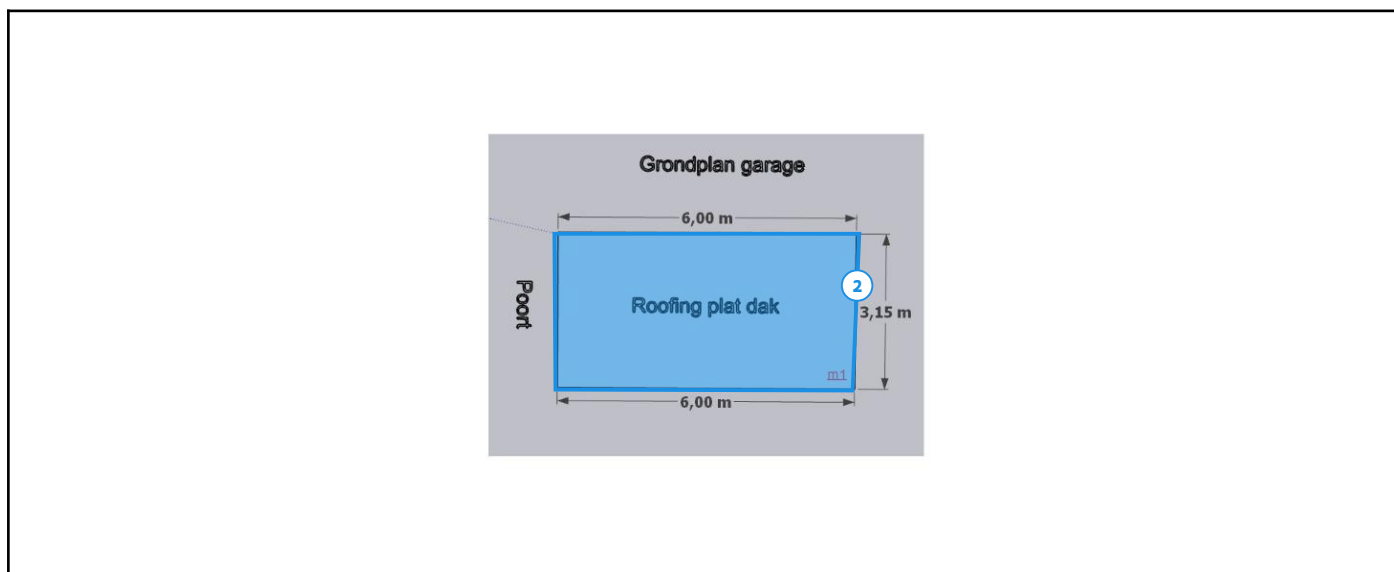 Grondplan garage
6,00 m
2
Poort
Roofing plat dak
3,15 m
m1
6,00 m